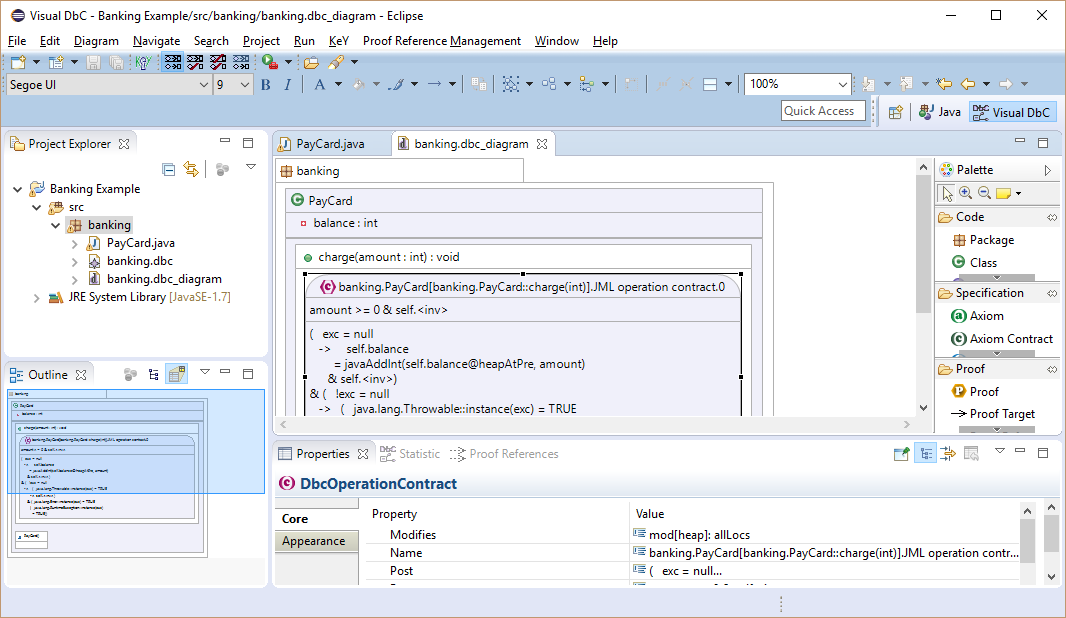 Visual DbC - Banking Example/src/banking/banking.dbc_diagram - Eclipse
File Edit Diagram Navigate Search Project Run KeY Proof Reference Management Window Help
Segoe UI 9 B I A 100%
Quick Access Java Visual DbC
Project Explorer
Banking Example
src
banking
PayCard.java
banking.dbc
banking.dbc_diagram
JRE System Library [JavaSE-1.7]
Outline
PayCard.java banking.dbc_diagram
banking
PayCard
balance : int
charge(amount : int) : void
banking.PayCard[banking.PayCard::charge(int)].JML operation contract.0
amount >= 0 & self.<inv>
( exc = null
-> self.balance
= javaAddInt(self.balance@heapAtPre, amount)
& self.<inv>)
& ( !exc = null
-> ( java.lang.Throwable::instance(exc) = TRUE
Palette
Code
Package
Class
Specification
Axiom
Axiom Contract
Proof
Proof
Proof Target
Properties Statistic Proof References
DbcOperationContract
Core
Appearance
Property Value
Modifies mod[heap]: allLocs
Name banking.PayCard[banking.PayCard::charge(int)].JML operation contr...
Post ( exc = null...